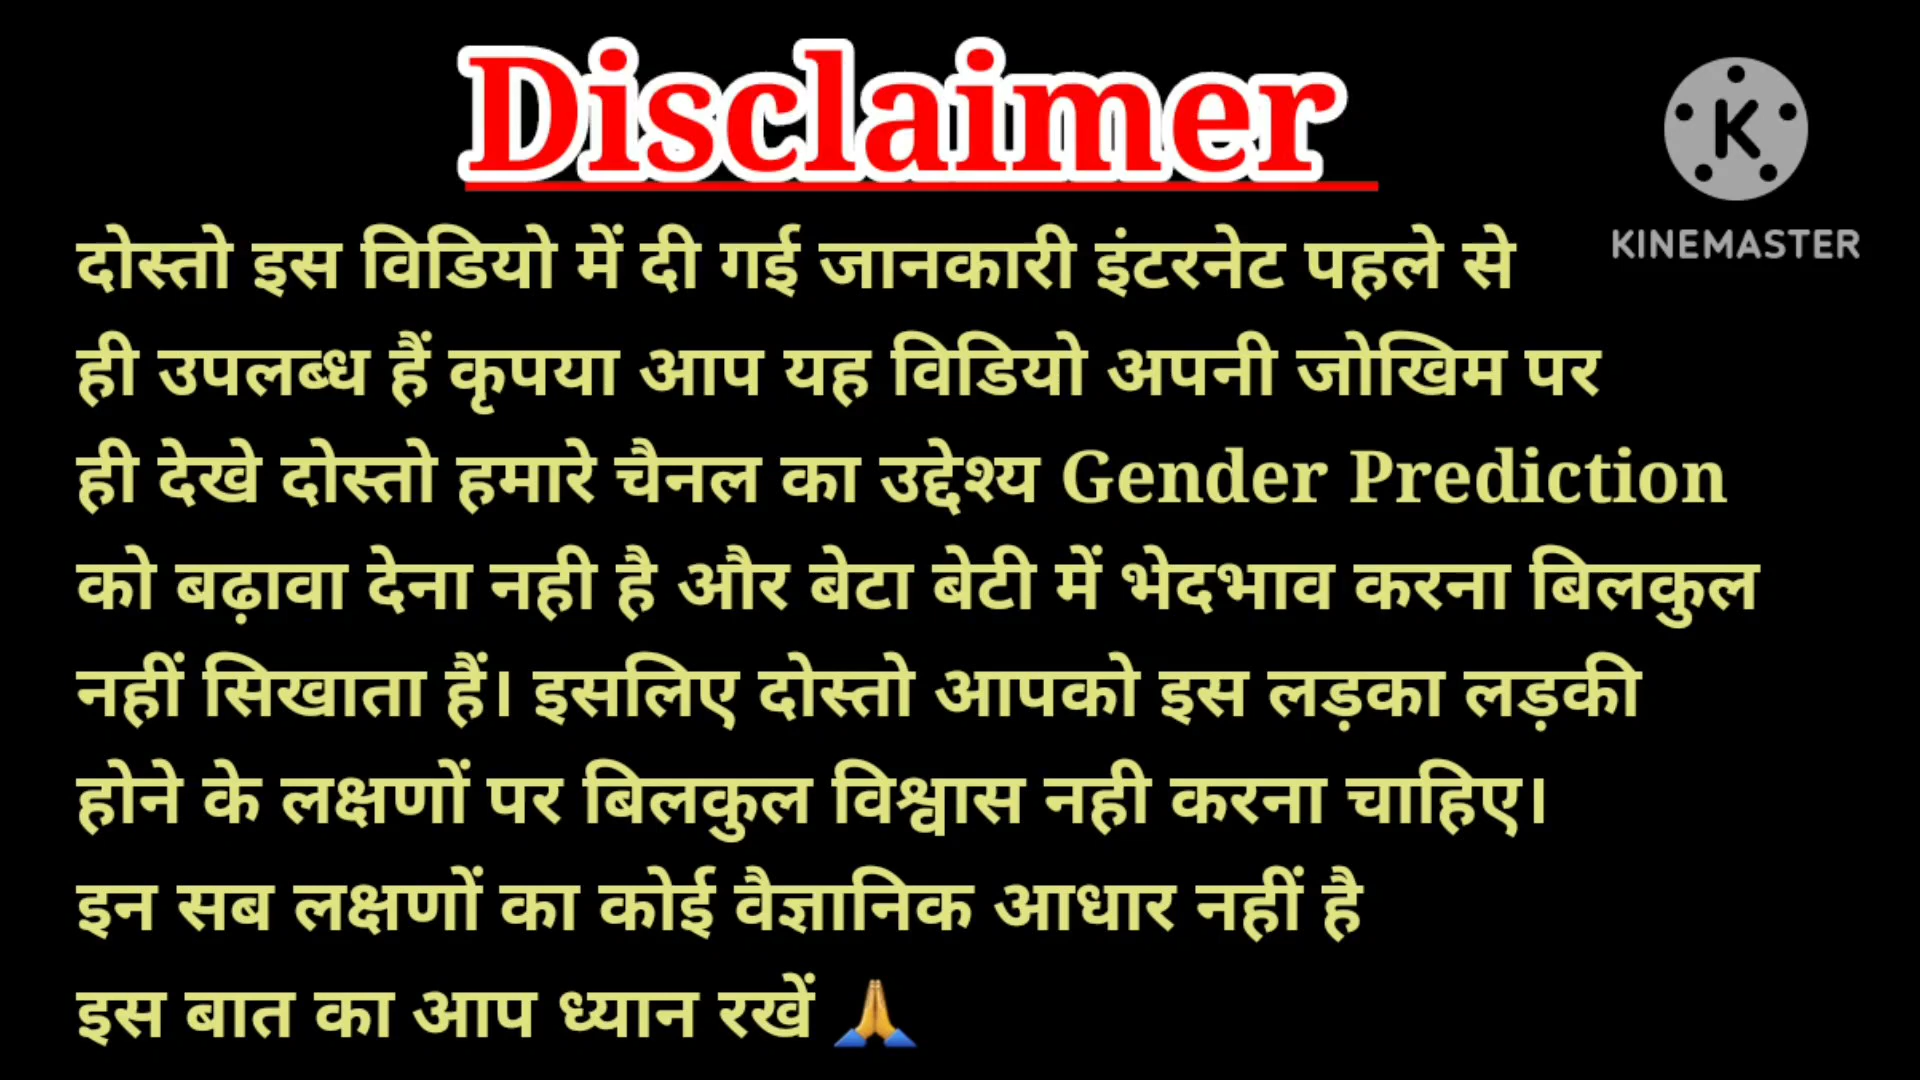 Disclaimer
KINEMASTER
दोस्तो इस विडियो में दी गई जानकारी इंटरनेट पहले से
ही उपलब्ध हैं कृपया आप यह विडियो अपनी जोखिम पर
ही देखे दोस्तो हमारे चैनल का उद्देश्य Gender Prediction
को बढ़ावा देना नही है और बेटा बेटी में भेदभाव करना बिलकुल
नहीं सिखाता हैं। इसलिए दोस्तो आपको इस लड़का लड़की
होने के लक्षणों पर बिलकुल विश्वास नही करना चाहिए।
इन सब लक्षणों का कोई वैज्ञानिक आधार नहीं है
इस बात का आप ध्यान रखें 🙏